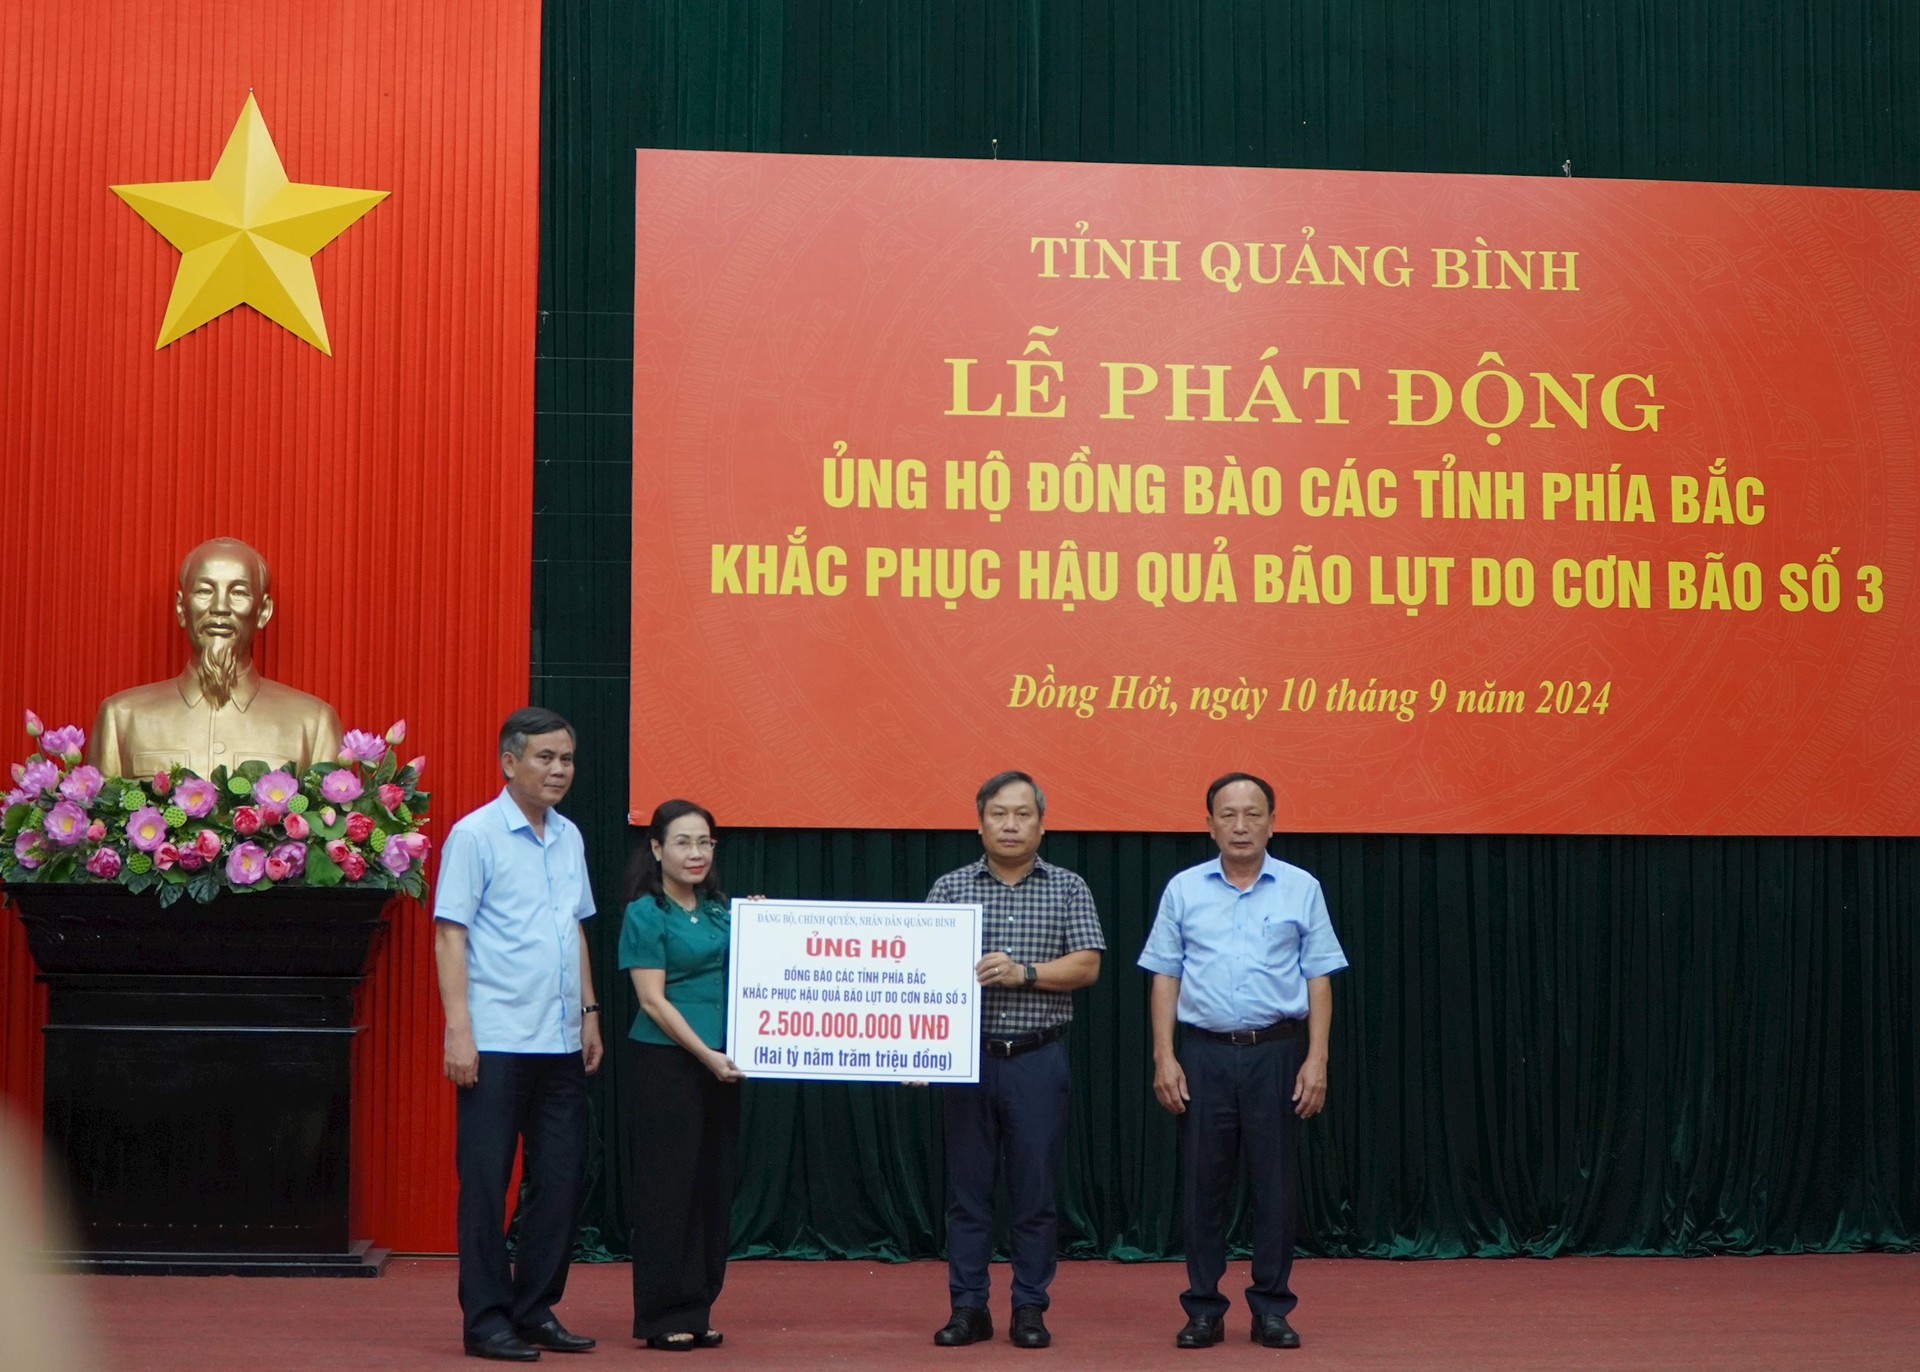 TỈNH QUẢNG BÌNH
LỄ PHÁT ĐỘNG
ỦNG HỘ ĐỒNG BÀO CÁC TỈNH PHÍA BẮC
KHẮC PHỤC HẬU QUẢ BÃO LỤT DO CƠN BÃO SỐ 3
Đồng Hới, ngày 10 tháng 9 năm 2024
ĐẢNG BỘ, CHÍNH QUYỀN, NHÂN DÂN QUẢNG BÌNH
ỦNG HỘ
ĐỒNG BÀO CÁC TỈNH PHÍA BẮC
KHẮC PHỤC HẬU QUẢ BÃO LỤT DO CƠN BÃO SỐ 3
2.500.000.000 VNĐ
(Hai tỷ năm trăm triệu đồng)